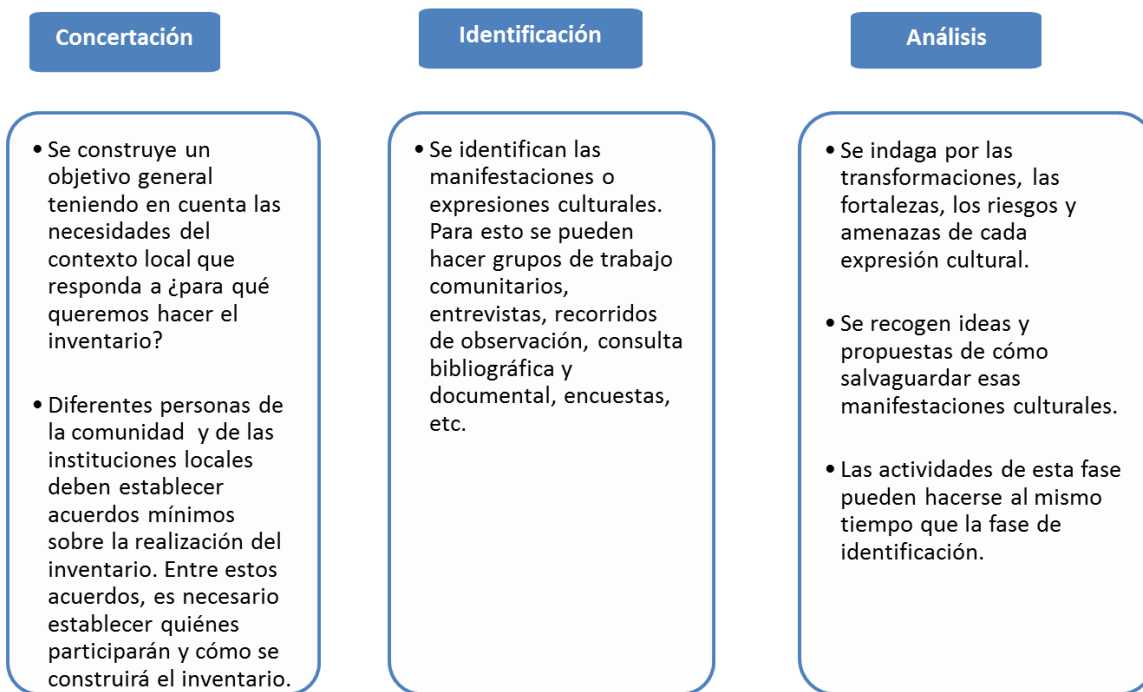 Concertación
• Se construye un
objetivo general
teniendo en cuenta las
necesidades del
contexto local que
responda a ¿para qué
queremos hacer el
inventario?
• Diferentes personas de
la comunidad y de las
instituciones locales
deben establecer
acuerdos mínimos
sobre la realización del
inventario. Entre estos
acuerdos, es necesario
establecer quiénes
participarán y cómo se
construirá el inventario.
Identificación
• Se identifican las
manifestaciones o
expresiones culturales.
Para esto se pueden
hacer grupos de trabajo
comunitarios,
entrevistas, recorridos
de observación, consulta
bibliográfica y
documental, encuestas,
etc.
Análisis
• Se indaga por las
transformaciones, las
fortalezas, los riesgos y
amenazas de cada
expresión cultural.
• Se recogen ideas y
propuestas de cómo
salvaguardar esas
manifestaciones culturales.
• Las actividades de esta fase
pueden hacerse al mismo
tiempo que la fase de
identificación.